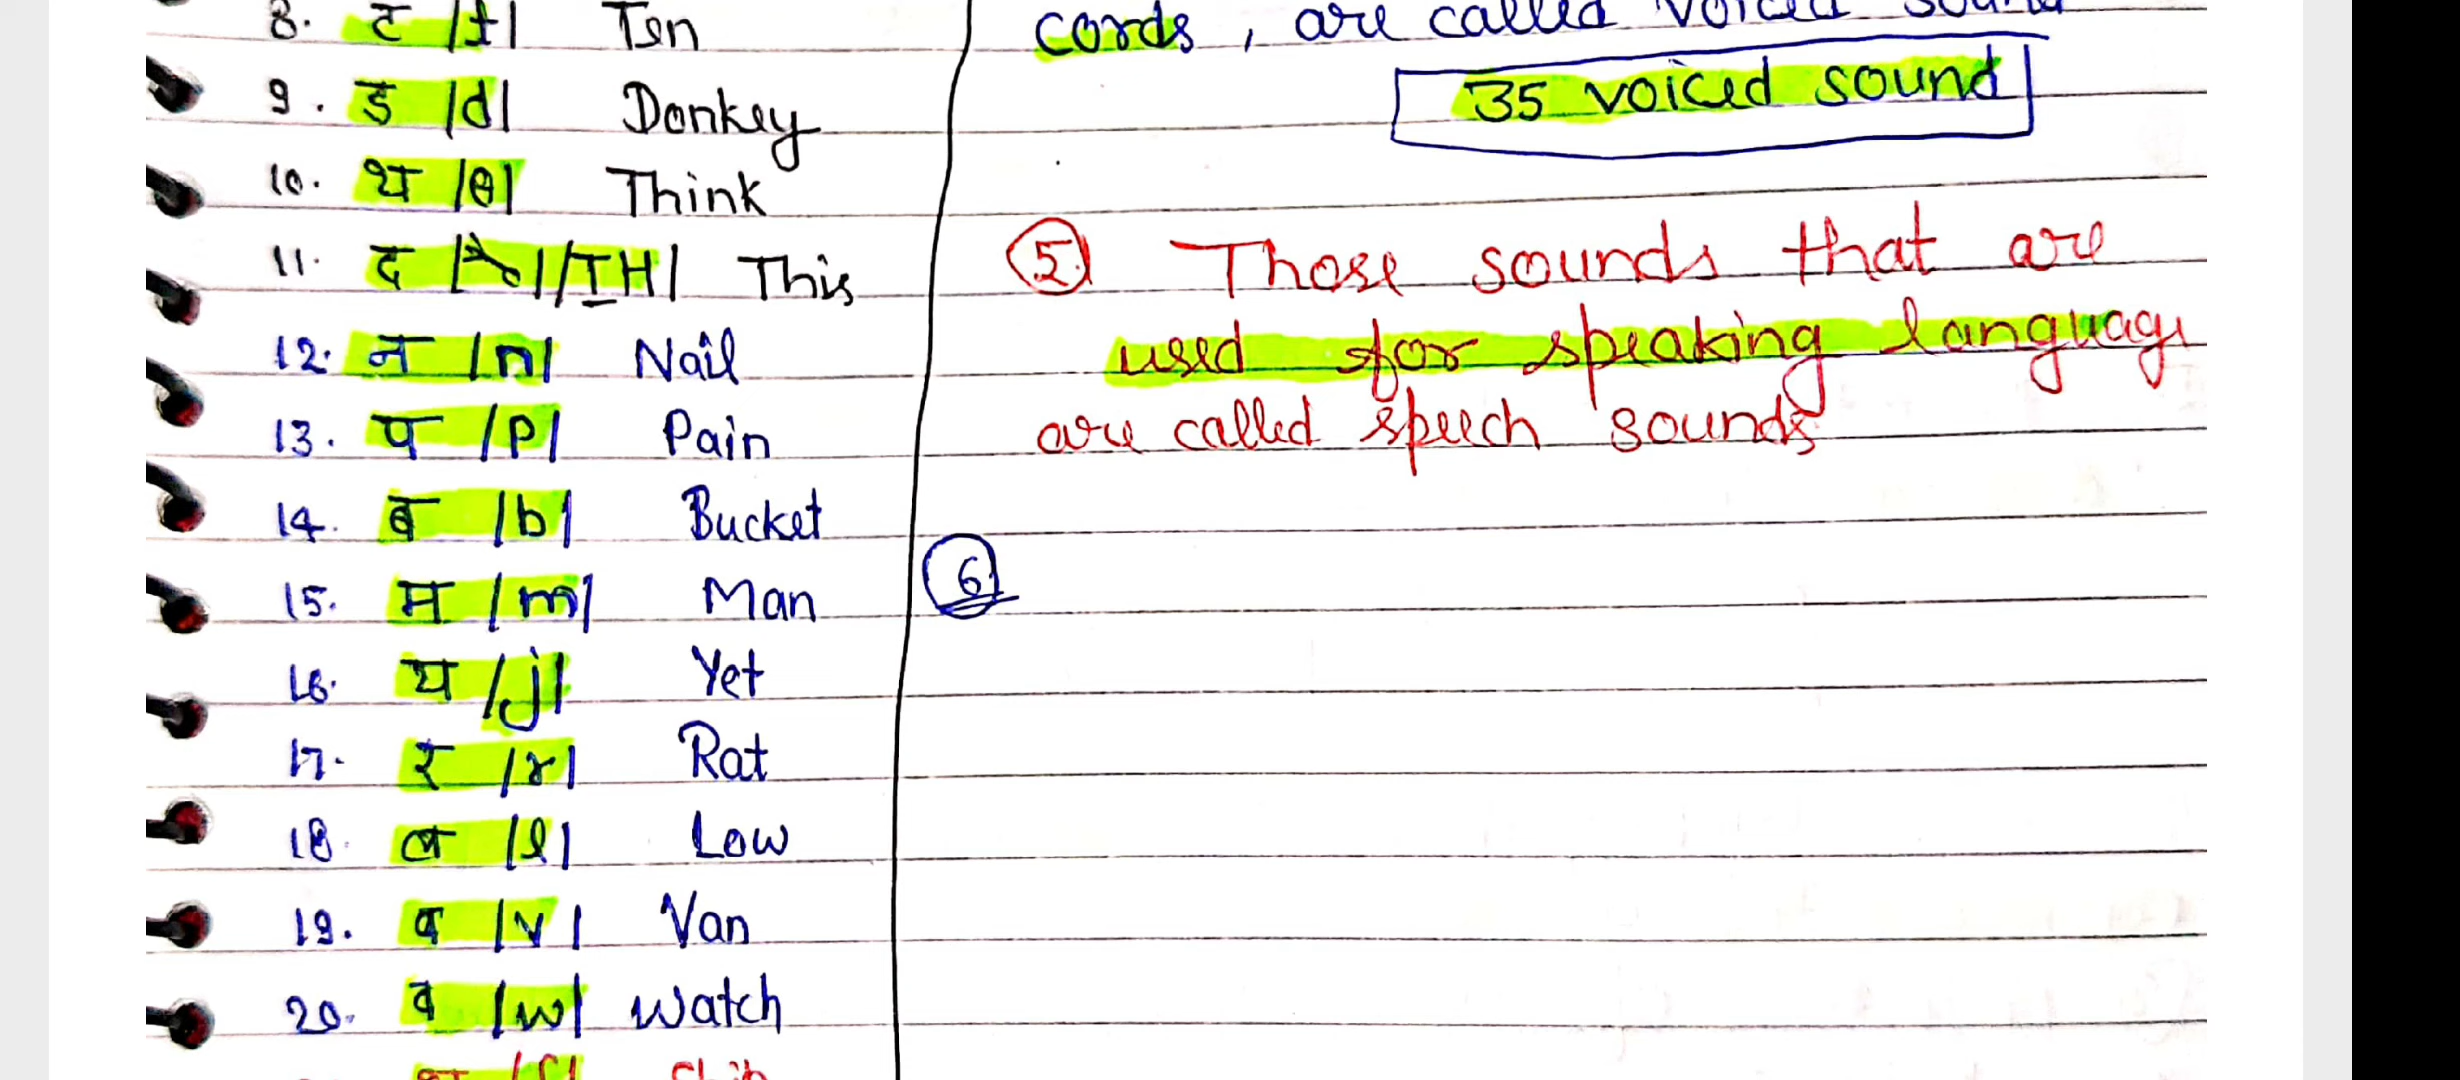 8. ट /t/ Ten
9. ड /d/ Donkey
10. थ /θ/ Think
11. द /ð/ /TH/ This
12. न /n/ Nail
13. प /p/ Pain
14. ब /b/ Bucket
15. म /m/ Man
16. य /j/ Yet
17. र /r/ Rat
18. ल /l/ Low
19. व /v/ Van
20. व /w/ Watch
cords, are called voiced sound
35 voiced sound
5. Those sounds that are
used for speaking language
are called speech sounds
6.